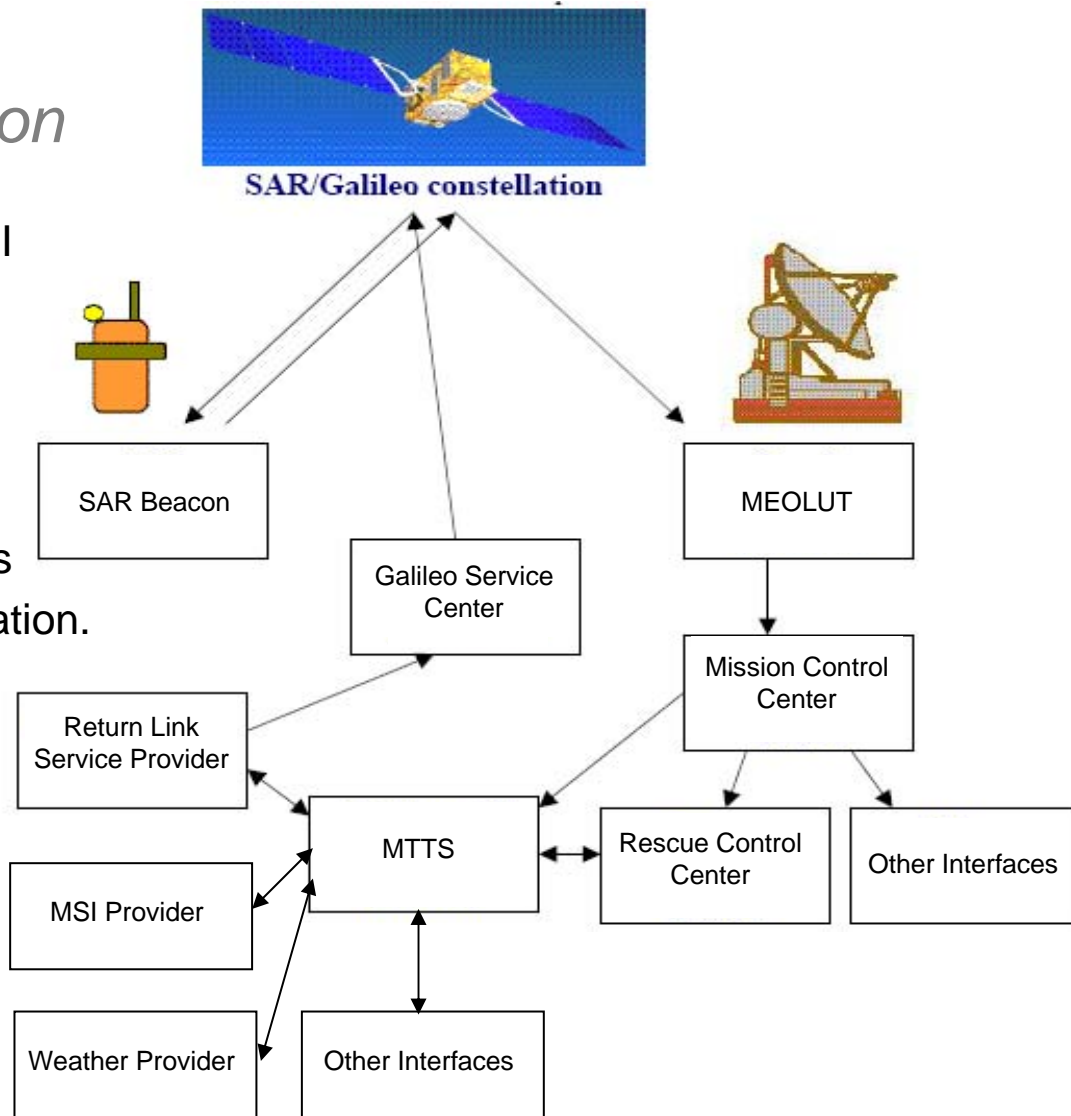 on
SAR/Galileo constellation
l
SAR Beacon
MEOLUT
s
Galileo Service
Center
ation.
Mission Control
Center
Return Link
Service Provider
MTTS
Rescue Control
Center
Other Interfaces
MSI Provider
Weather Provider
Other Interfaces